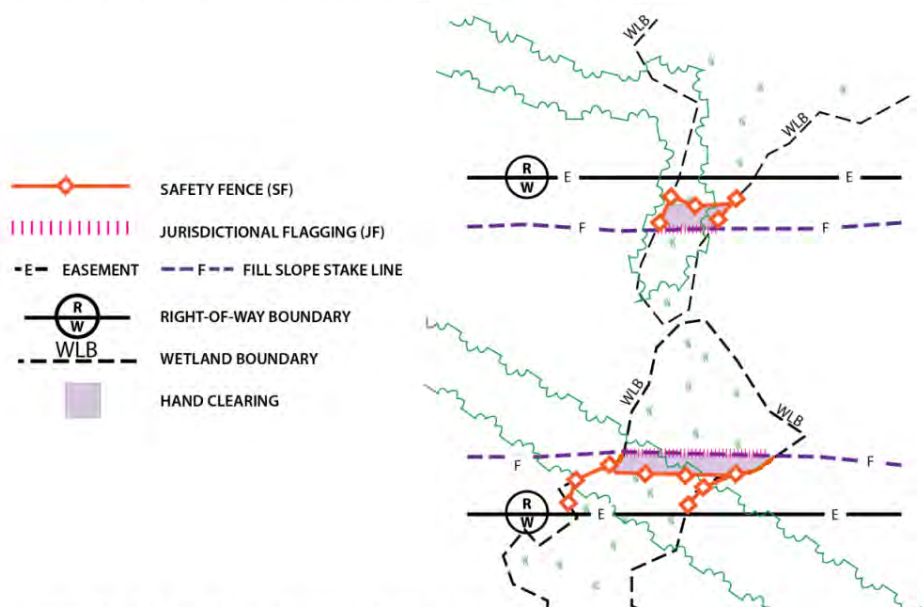 SAFETY FENCE (SF)
JURISDICTIONAL FLAGGING (JF)
E EASEMENT F FILL SLOPE STAKE LINE
R
W
RIGHT-OF-WAY BOUNDARY
WLB
WETLAND BOUNDARY
HAND CLEARING
WLB
WLB
R
W
E
E
F
F
WLB
WLB
F
F
R
W
E
E